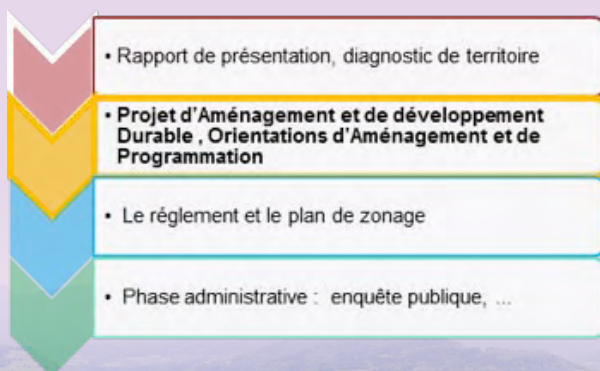 • Rapport de présentation, diagnostic de territoire
• Projet d'Aménagement et de développement
Durable , Orientations d'Aménagement et de
Programmation
• Le réglement et le plan de zonage
• Phase administrative : enquête publique, ...